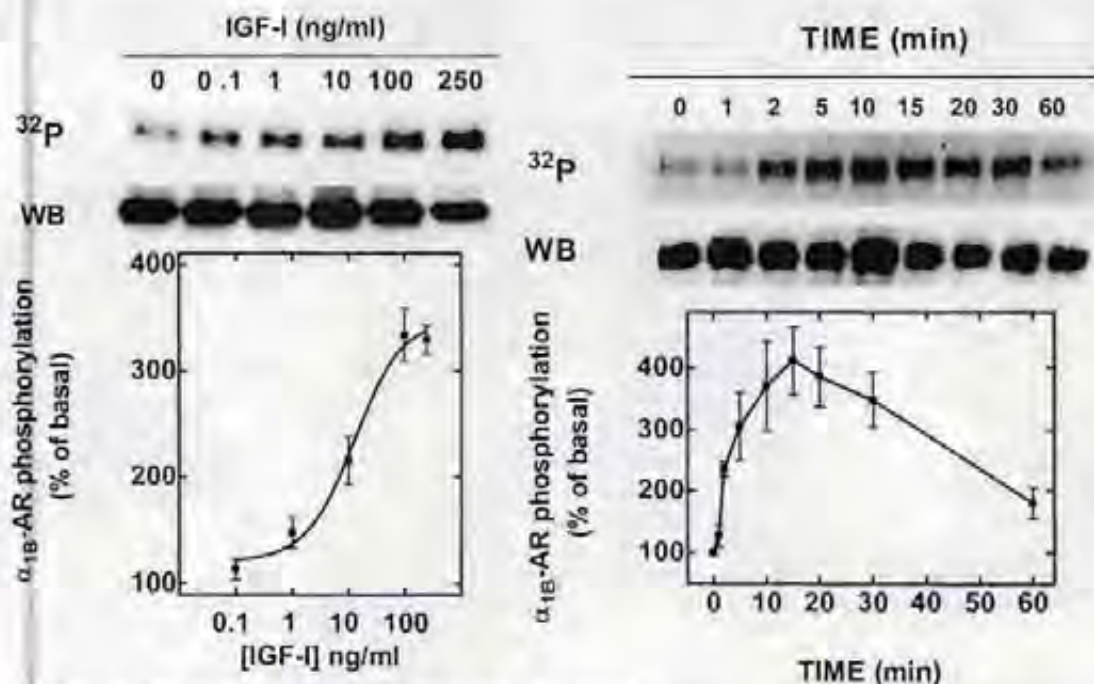 IGF-I (ng/ml)
0 0.1 1 10 100 250
³²P
WB
400
300
200
100
α₁B-AR phosphorylation
(% of basal)
0.1 1 10 100
[IGF-I] ng/ml
TIME (min)
0 1 2 5 10 15 20 30 60
³²P
WB
400
300
200
100
α₁B-AR phosphorylation
(% of basal)
0 10 20 30 40 50 60
TIME (min)